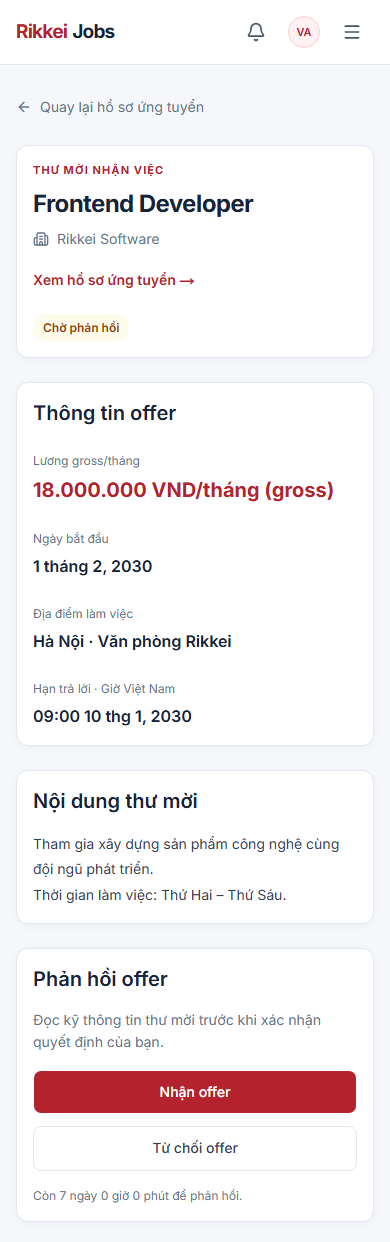 Rikkei Jobs
VA
Quay lại hồ sơ ứng tuyển
THƯ MỜI NHẬN VIỆC
Frontend Developer
Rikkei Software
Xem hồ sơ ứng tuyển →
Chờ phản hồi
Thông tin offer
Lương gross/tháng
18.000.000 VND/tháng (gross)
Ngày bắt đầu
1 tháng 2, 2030
Địa điểm làm việc
Hà Nội · Văn phòng Rikkei
Hạn trả lời · Giờ Việt Nam
09:00 10 thg 1, 2030
Nội dung thư mời
Tham gia xây dựng sản phẩm công nghệ cùng
đội ngũ phát triển.
Thời gian làm việc: Thứ Hai – Thứ Sáu.
Phản hồi offer
Đọc kỹ thông tin thư mời trước khi xác nhận
quyết định của bạn.
Nhận offer
Từ chối offer
Còn 7 ngày 0 giờ 0 phút để phản hồi.